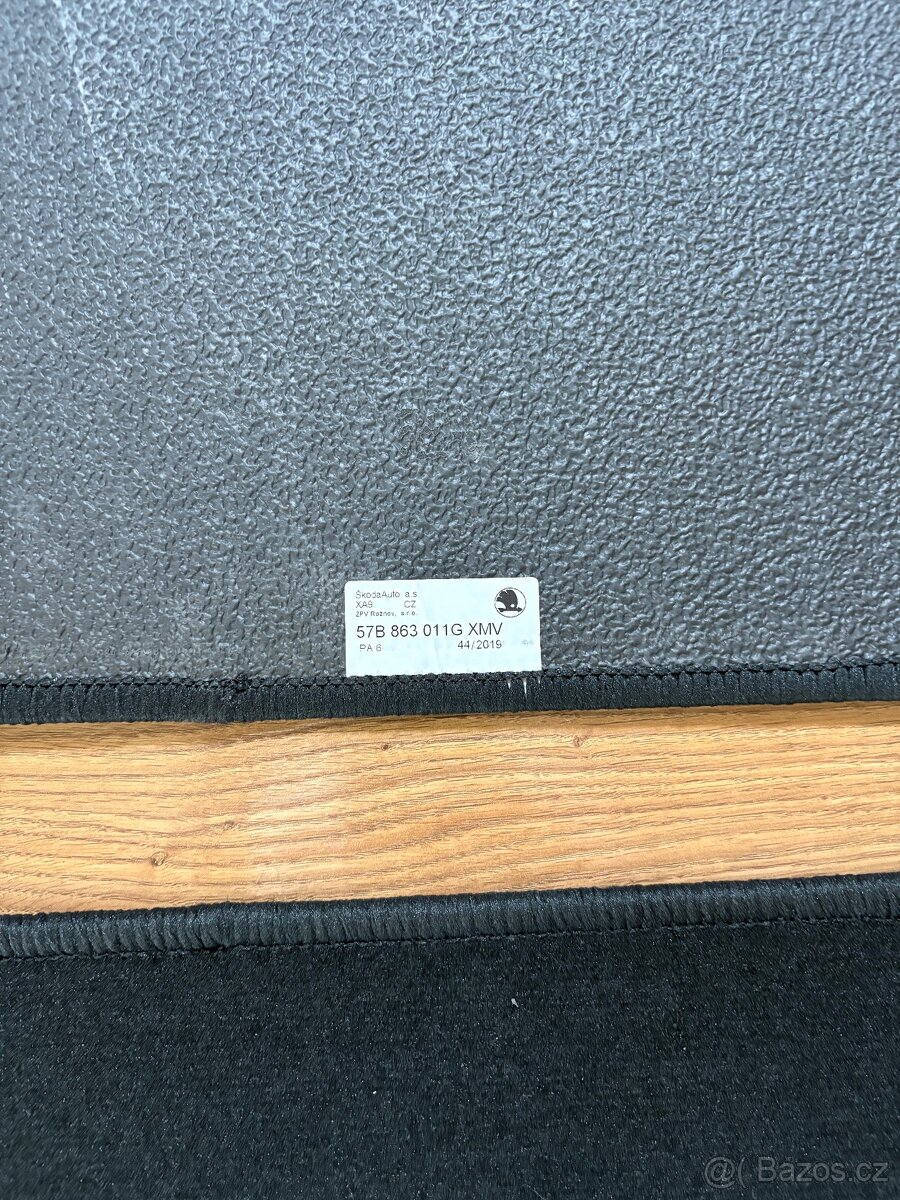 ŠkodaAuto a.s
XA9 CZ
ZPV Rožnov, s.r.o.
57B 863 011G XMV
PA 6 44/2019
@( Bazos.cz